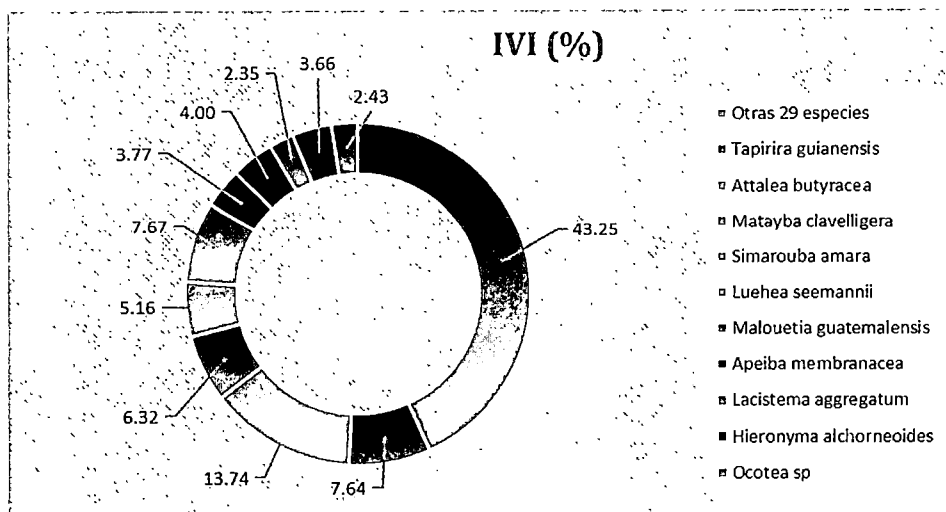 IVI (%)
2.35
3.66
2.43
4.00
3.77
7.67
5.16
6.32
13.74
7.64
43.25
Otras 29 especies
Tapirira guianensis
Attalea butyracea
Matayba clavelligera
Simarouba amara
Luehea seemannii
Malouetia guatemalensis
Apeiba membranacea
Lacistema aggregatum
Hieronyma alchorneoides
Ocotea sp